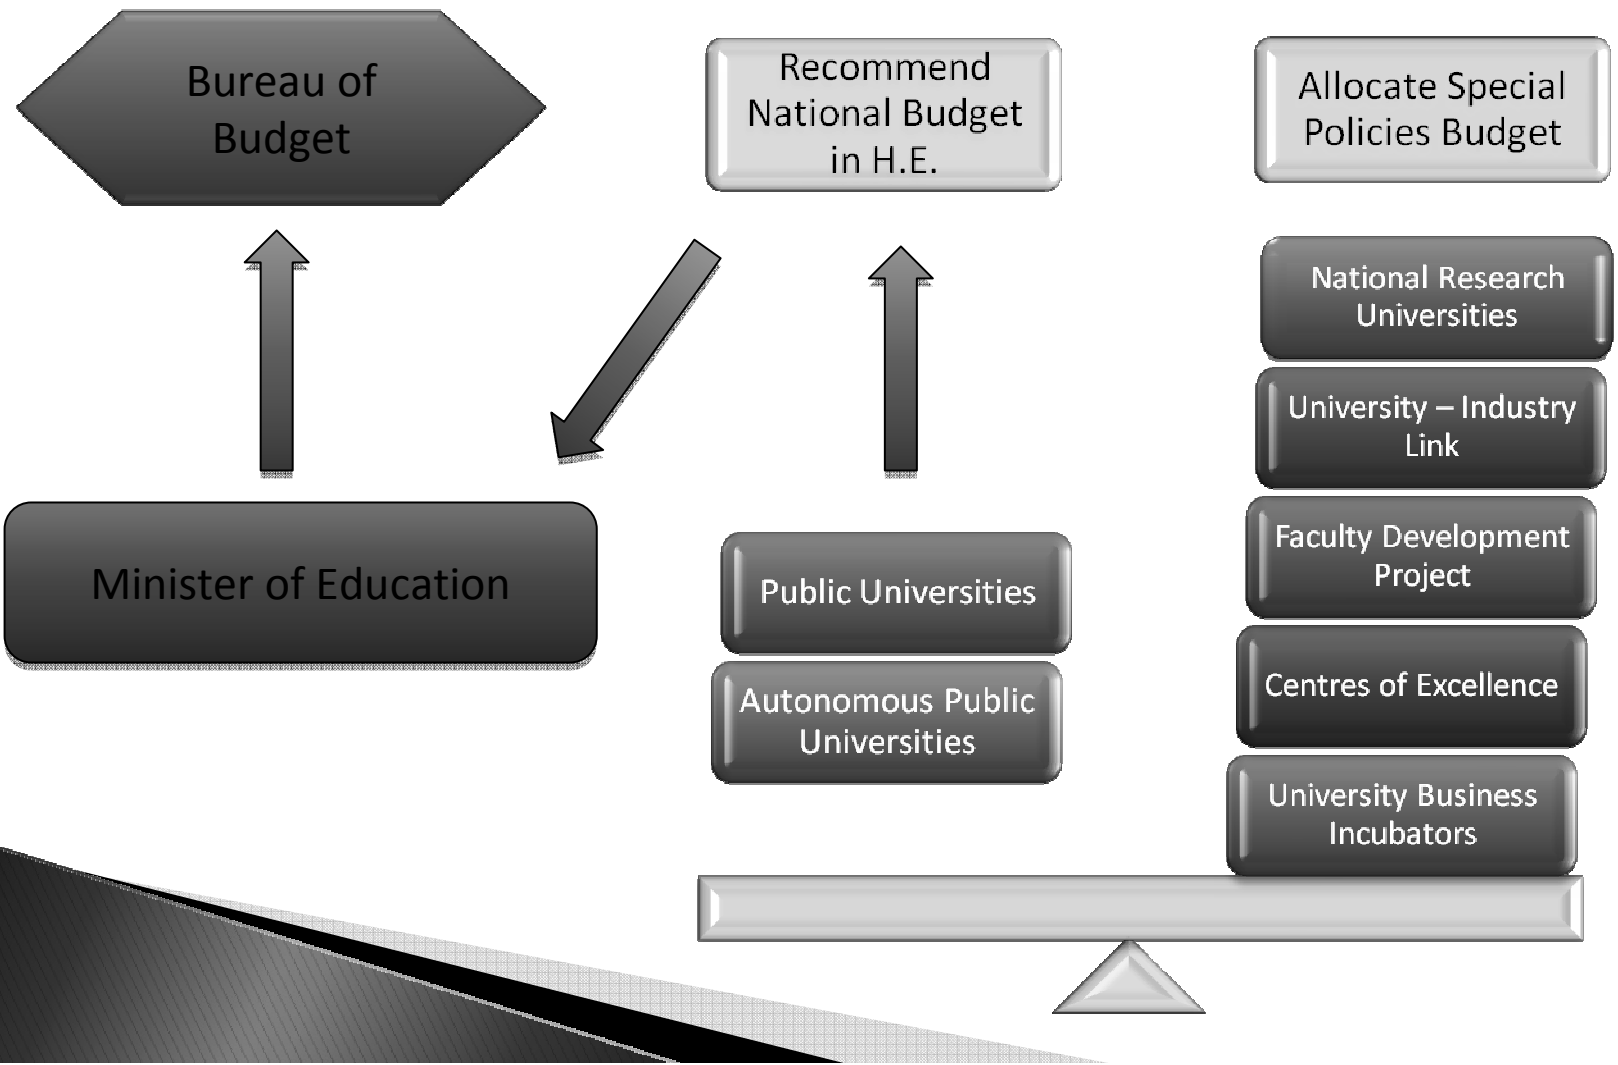 Bureau of
Budget
Recommend
National Budget
in H.E.
Allocate Special
Policies Budget
National Research
Universities
University – Industry
Link
Faculty Development
Project
Centres of Excellence
University Business
Incubators
Minister of Education
Public Universities
Autonomous Public
Universities